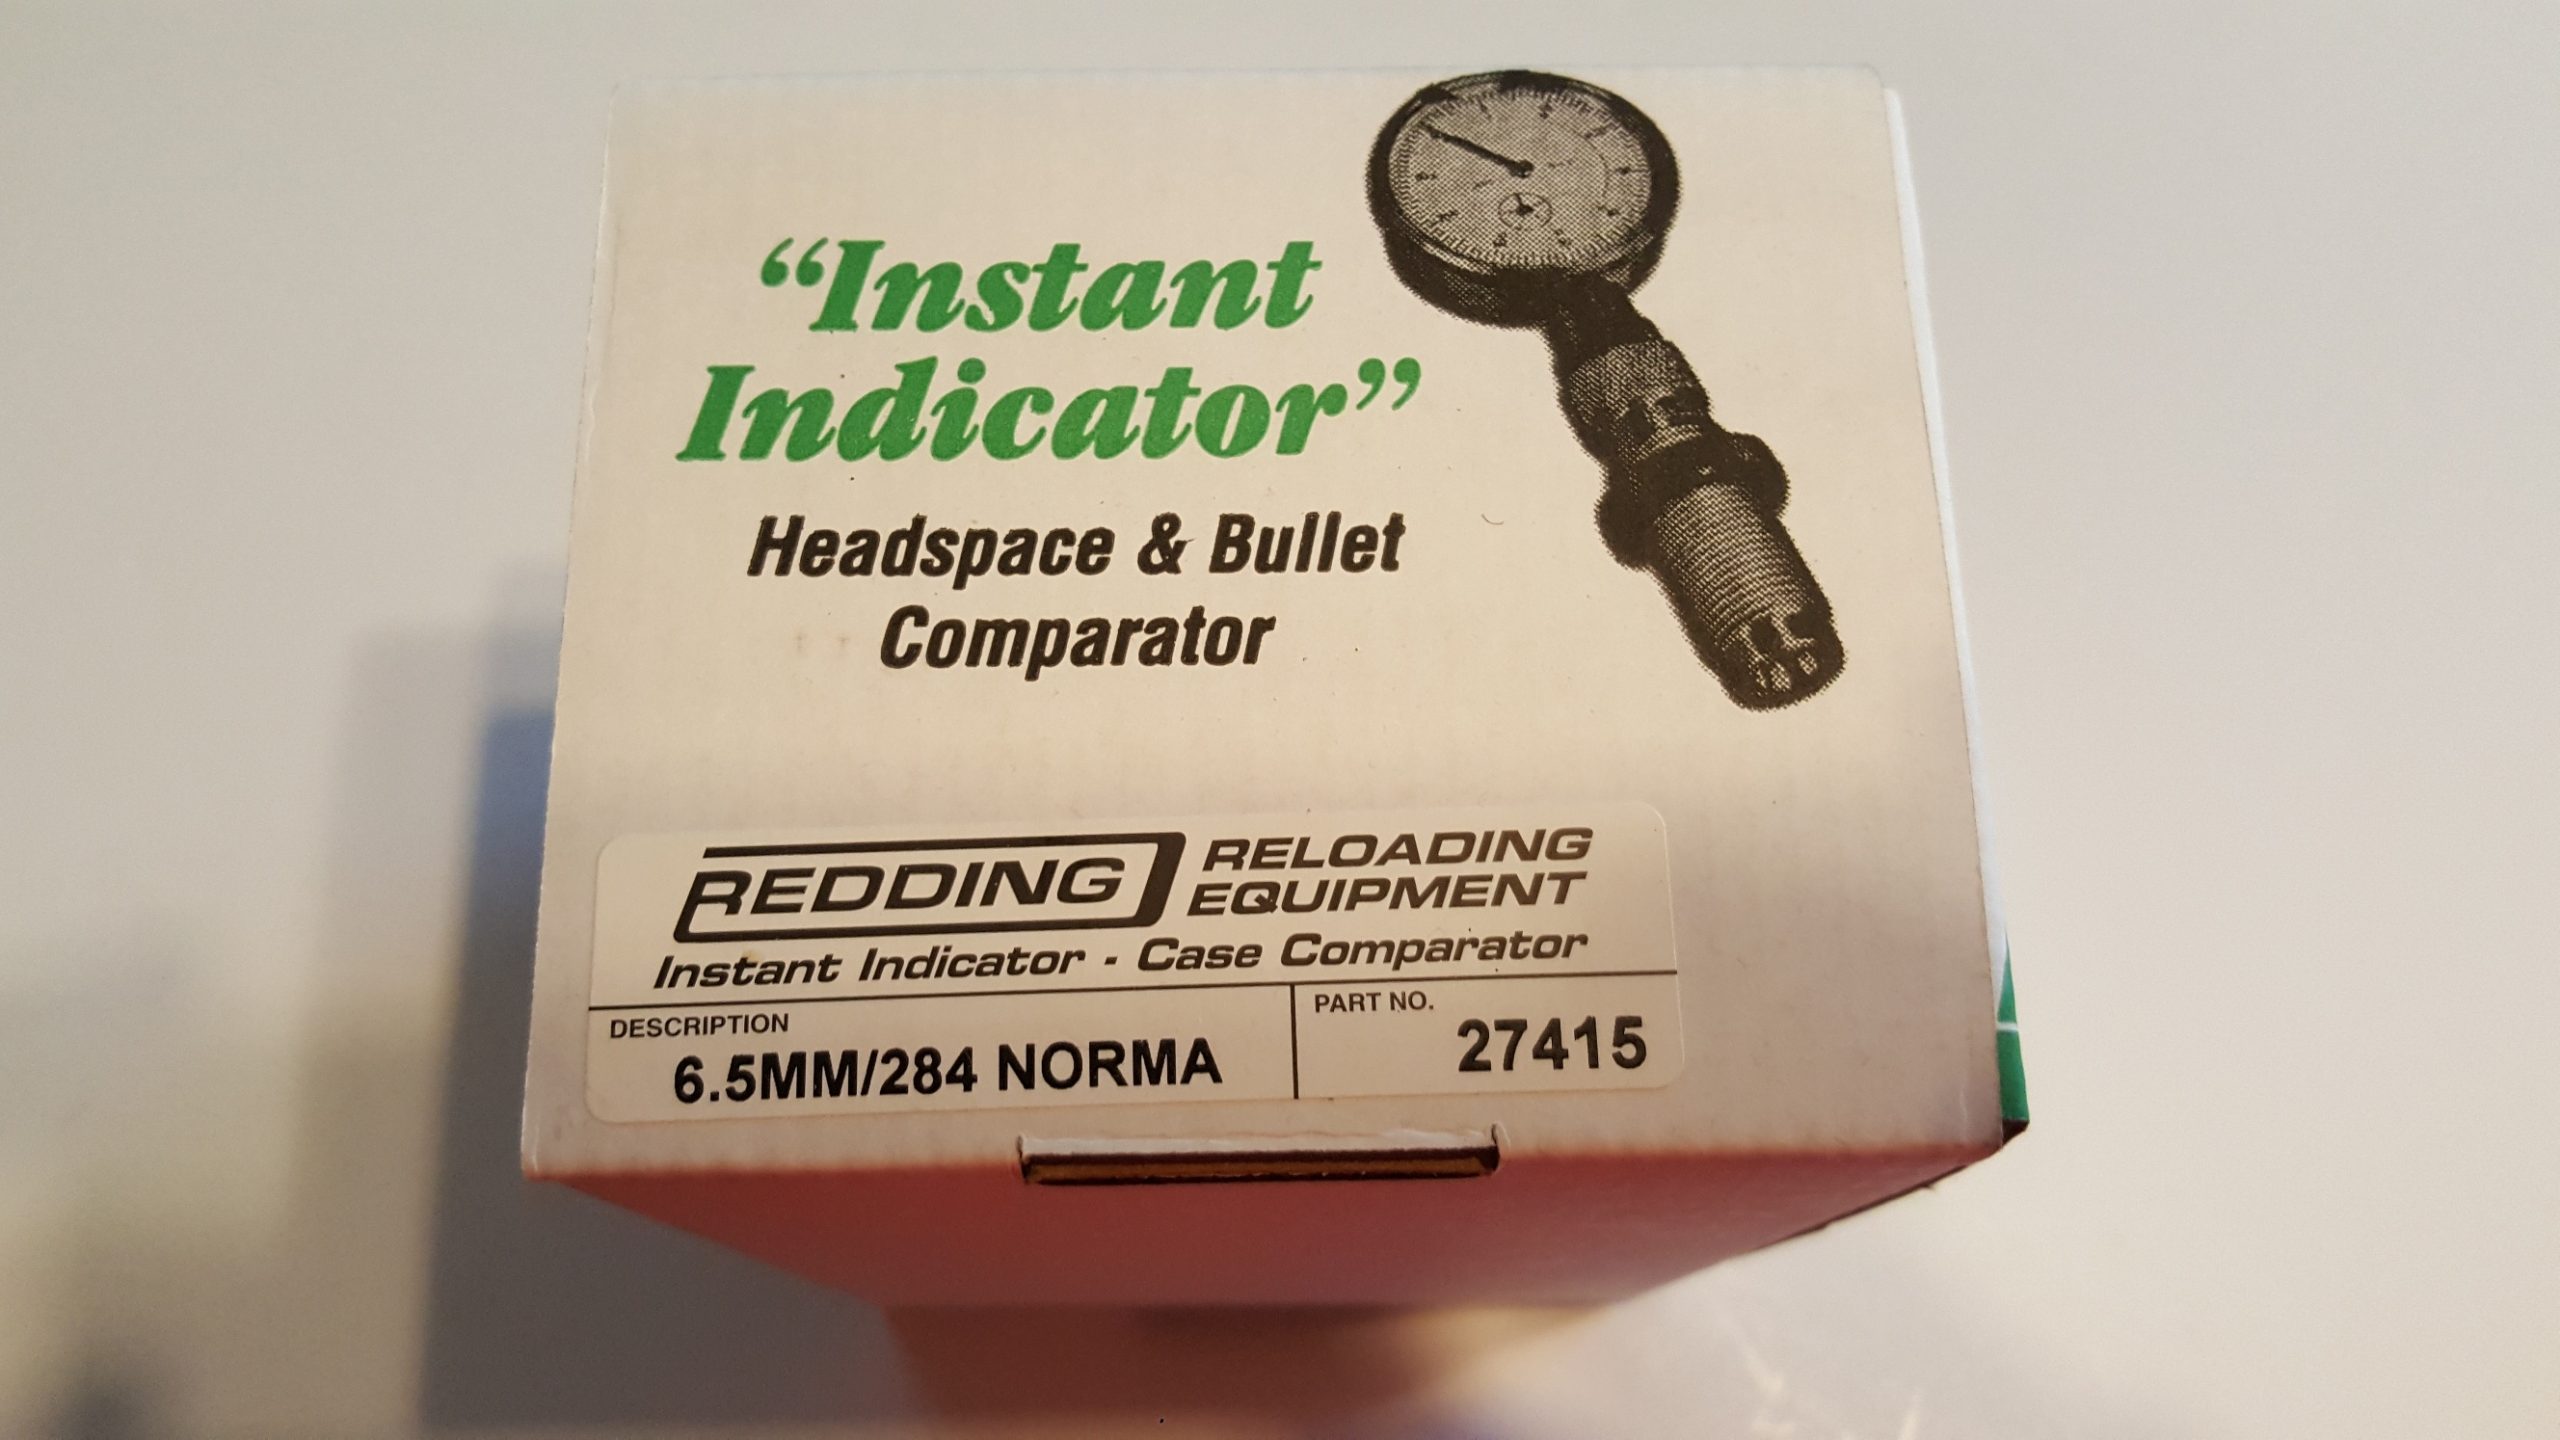 “Instant
Indicator”
Headspace & Bullet
Comparator
REDDING RELOADING
EQUIPMENT
Instant Indicator - Case Comparator
DESCRIPTION
6.5MM/284 NORMA
PART NO.
27415